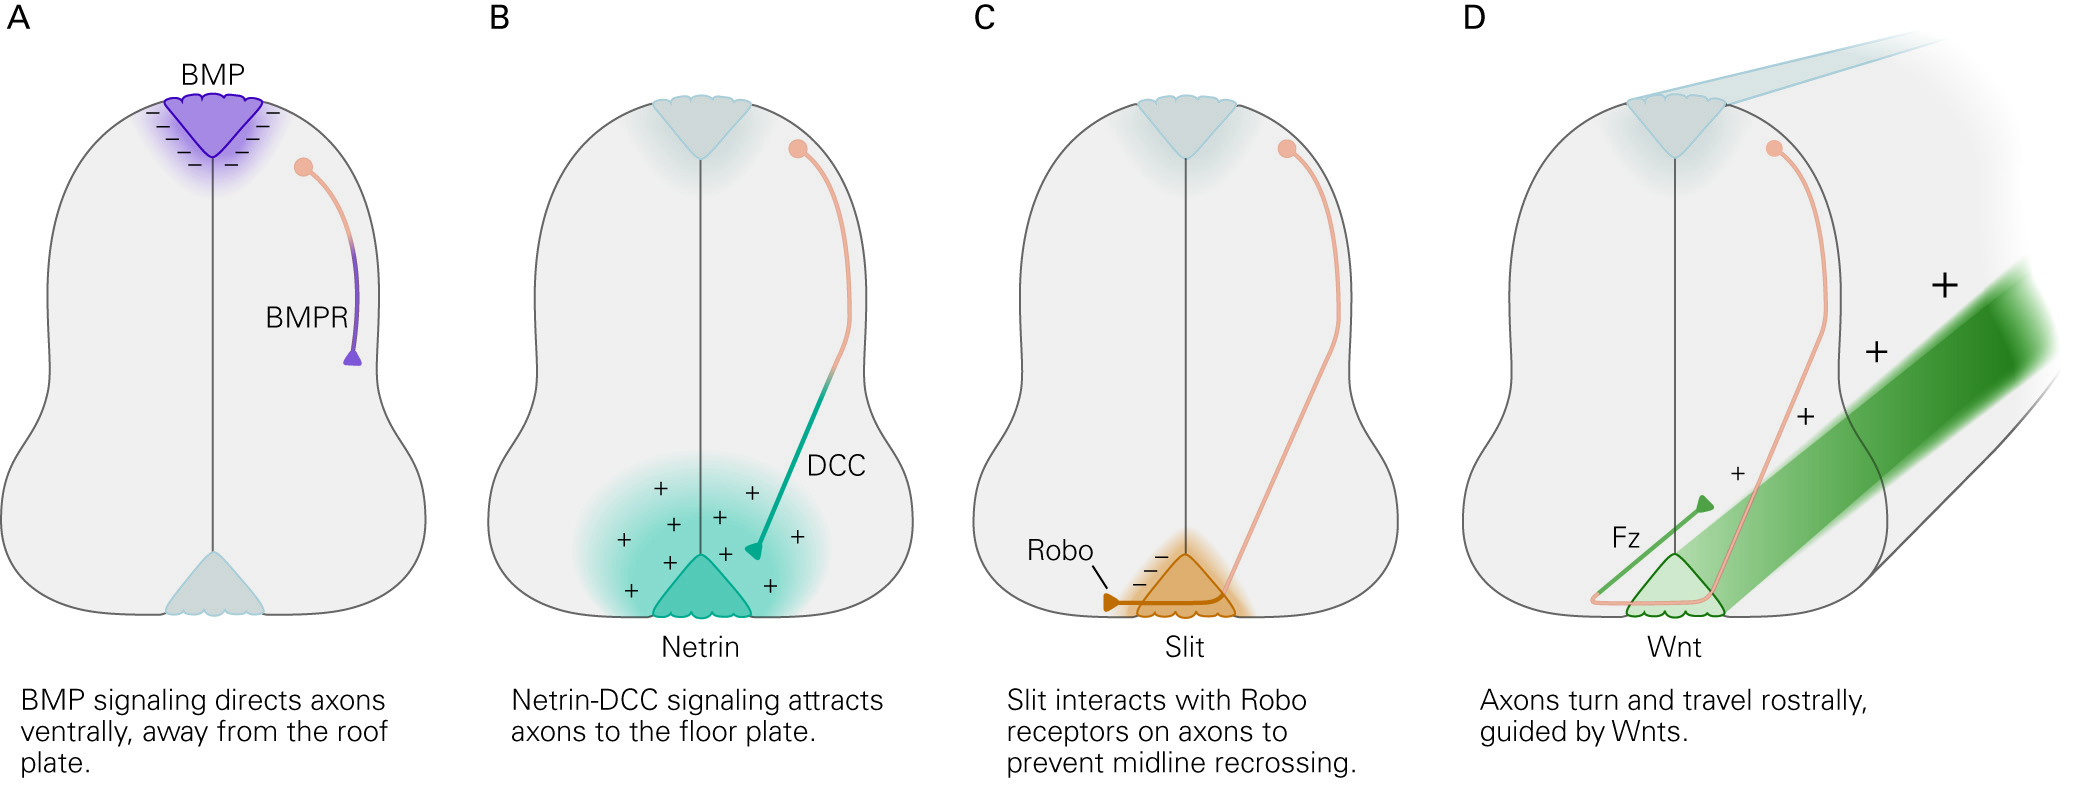 A
B
C
D
BMP
BMPR
DCC
Robo
Fz
Netrin
Slit
Wnt
BMP signaling directs axons
ventrally, away from the roof
plate.
Netrin-DCC signaling attracts
axons to the floor plate.
Slit interacts with Robo
receptors on axons to
prevent midline recrossing.
Axons turn and travel rostrally,
guided by Wnts.